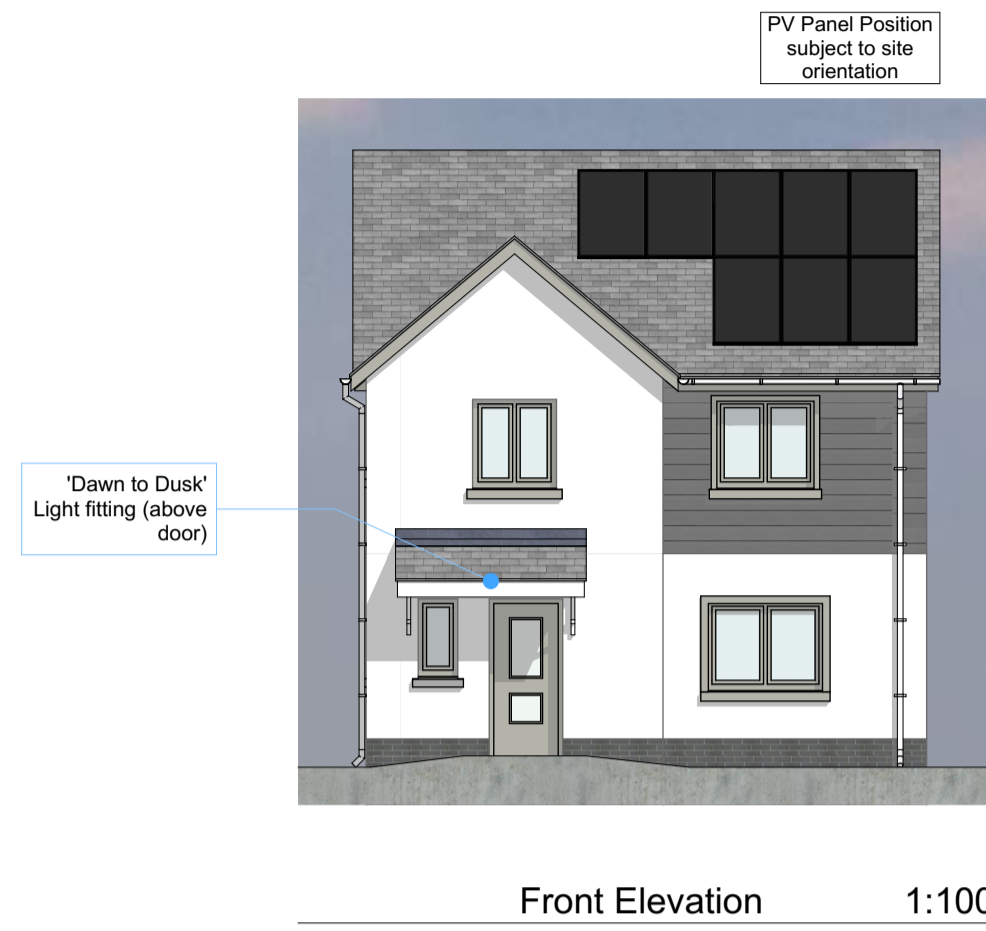 PV Panel Position
subject to site
orientation
'Dawn to Dusk'
Light fitting (above
door)
Front Elevation 1:100